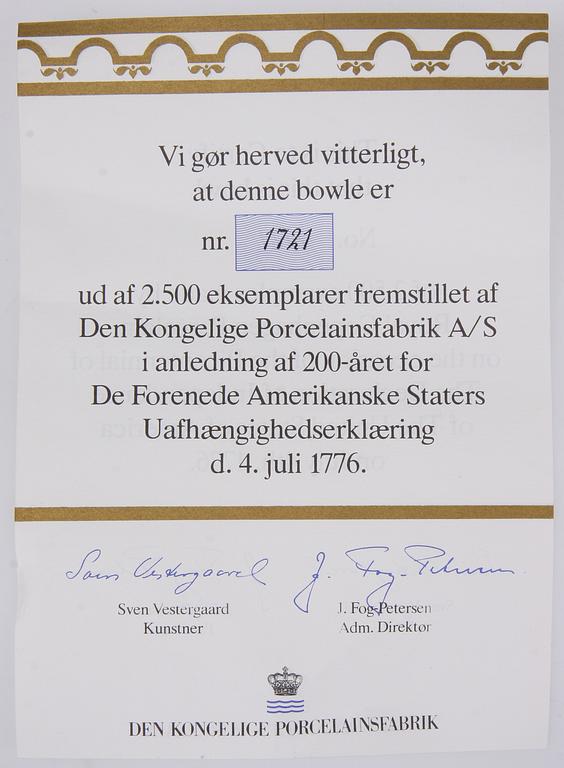 Vi gør herved vitterligt,
at denne bowle er
nr. 1721
ud af 2.500 eksemplarer fremstillet af
Den Kongelige Porcelainsfabrik A/S
i anledning af 200-året for
De Forenede Amerikanske Staters
Uafhængighedserklæring
d. 4. juli 1776.
Sven Vestergaard J. Fog-Petersen
Sven Vestergaard J. Fog-Petersen
Kunstner Adm. Direktør
DEN KONGELIGE PORCELAINSFABRIK